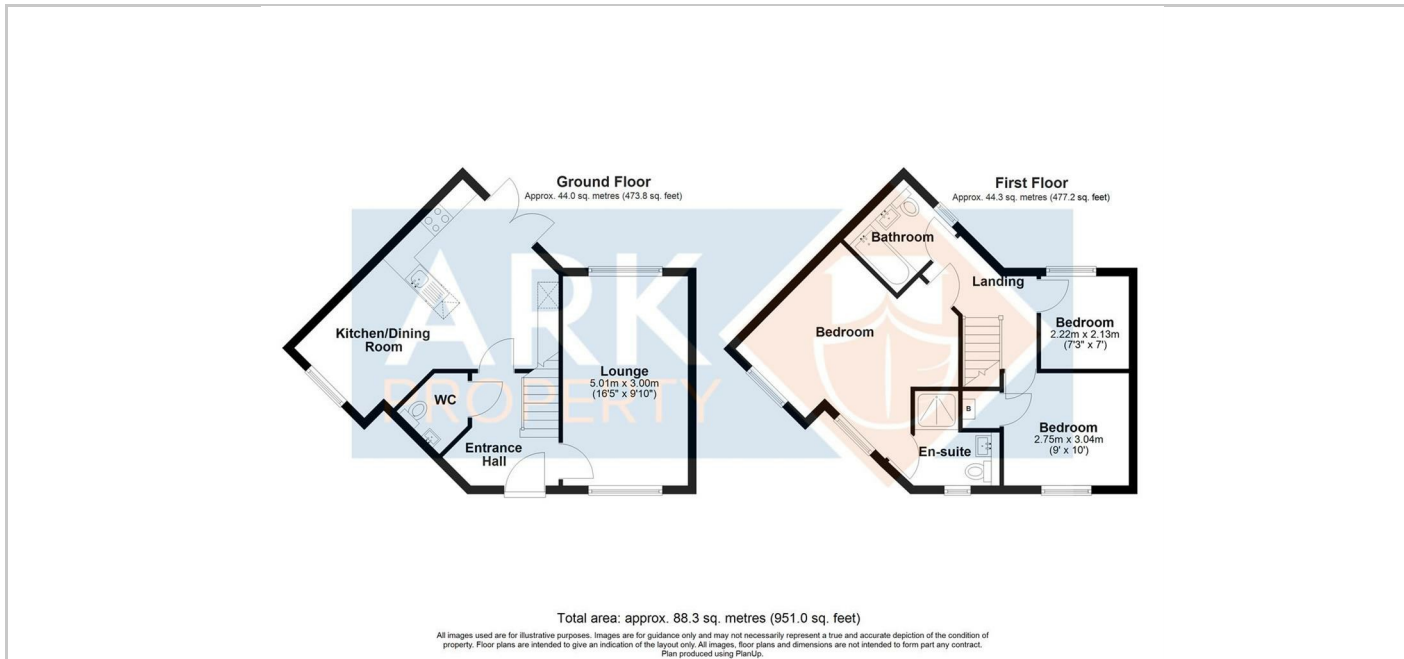 Ground Floor
Approx. 44.0 sq. metres (473.8 sq. feet)
Kitchen/Dining
Room
WC
Entrance
Hall
Lounge
5.01m x 3.00m
(16'5" x 9'10")
First Floor
Approx. 44.3 sq. metres (477.2 sq. feet)
Bathroom
Landing
Bedroom
Bedroom
2.22m x 2.13m
(7'3" x 7')
B
Bedroom
2.75m x 3.04m
(9' x 10')
En-suite
ARK
PROPERTY
Total area: approx. 88.3 sq. metres (951.0 sq. feet)
All images used are for illustrative purposes. Images are for guidance only and may not necessarily represent a true and accurate depiction of the condition of
property. Floor plans are intended to give an indication of the layout only. All images, floor plans and dimensions are not intended to form part any contract.
Plan produced using PlanUp.